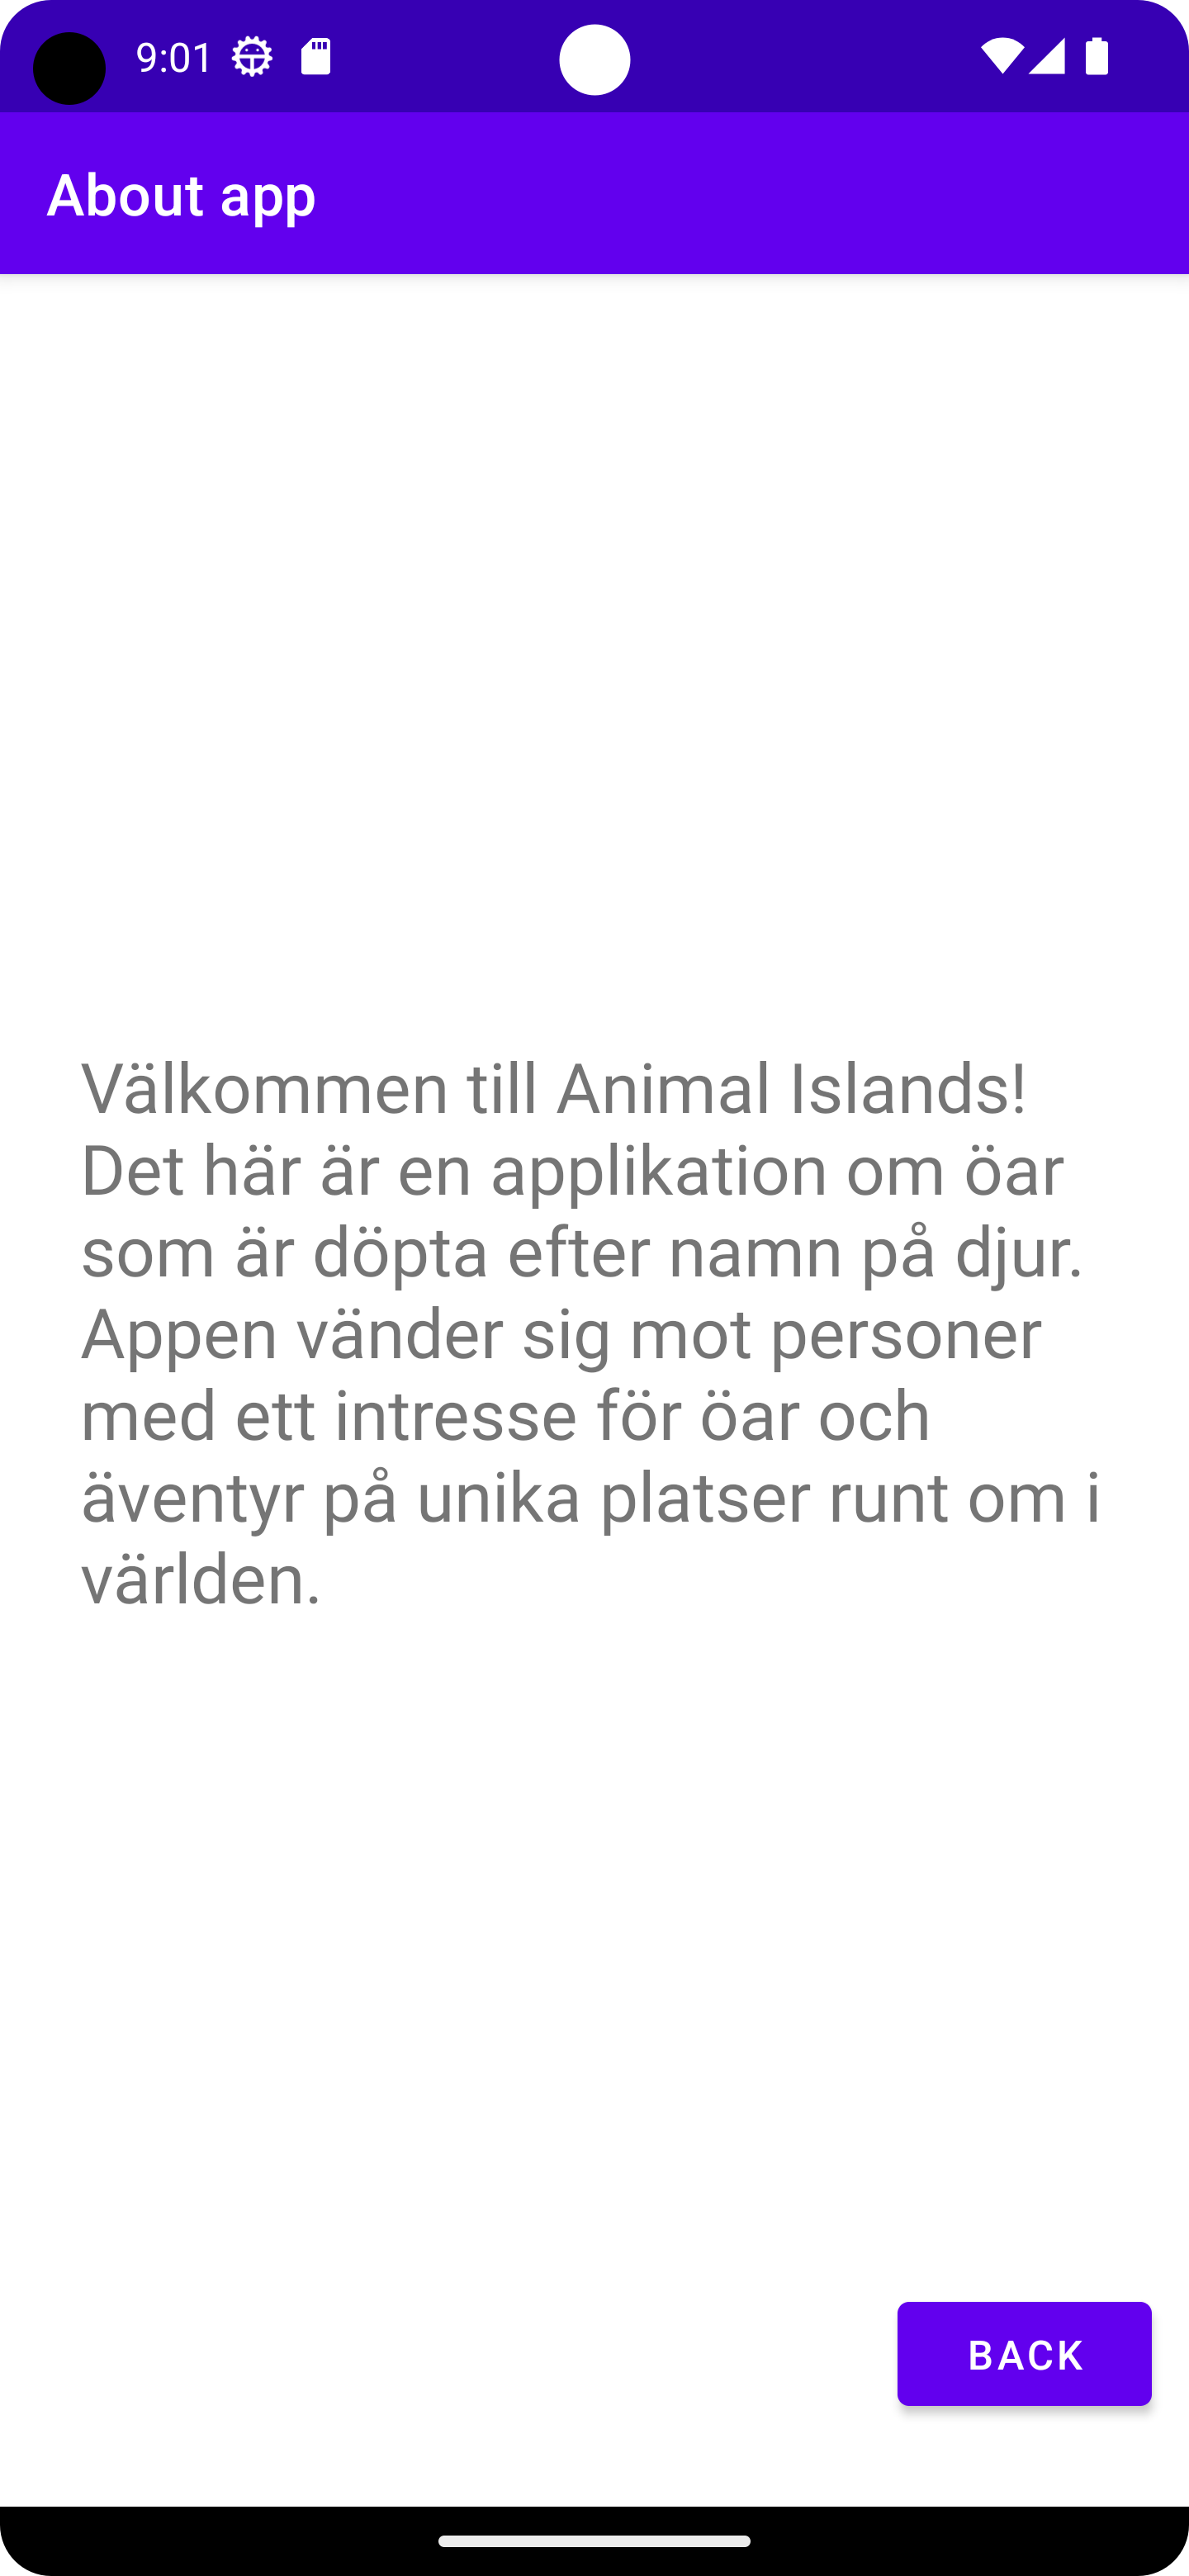 9:01
About app
Välkommen till Animal Islands!
Det här är en applikation om öar
som är döpta efter namn på djur.
Appen vänder sig mot personer
med ett intresse för öar och
äventyr på unika platser runt om i
världen.
BACK